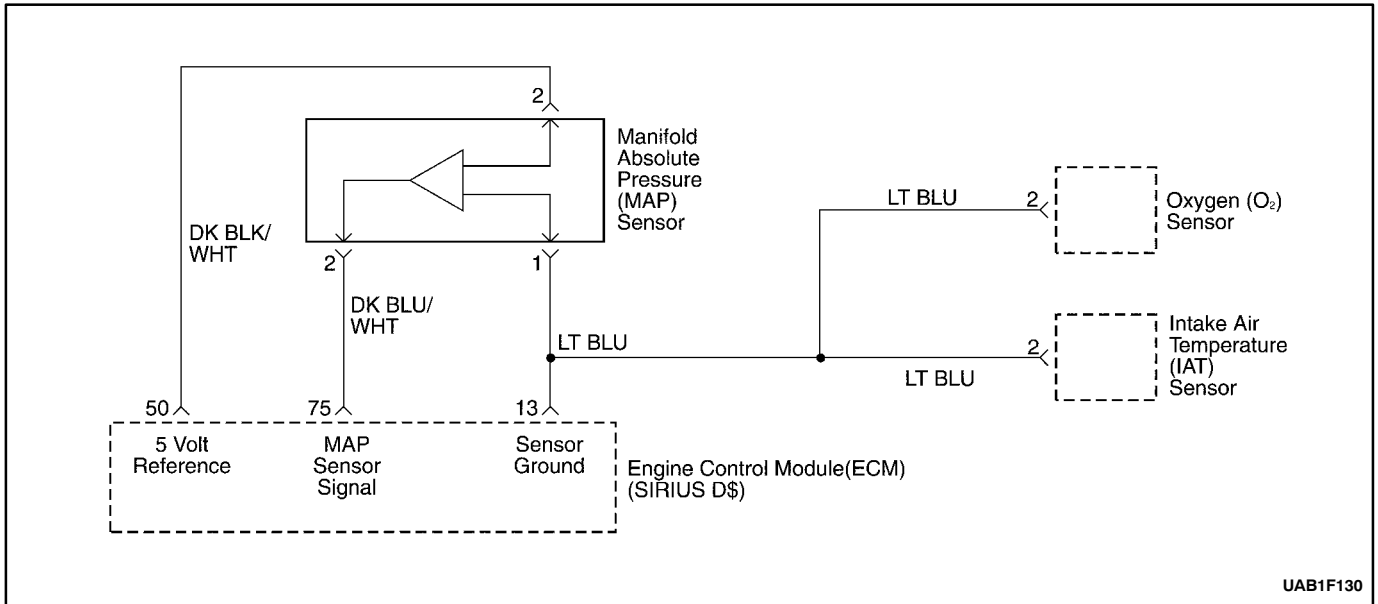 2
Manifold
Absolute
Pressure
(MAP)
Sensor
DK BLK/
WHT
2
1
DK BLU/
WHT
LT BLU
LT BLU
2
Oxygen (O₂)
Sensor
LT BLU
2
Intake Air
Temperature
(IAT)
Sensor
50
75
13
5 Volt
Reference
MAP
Sensor
Signal
Sensor
Ground
Engine Control Module(ECM)
(SIRIUS D$)
UAB1F130